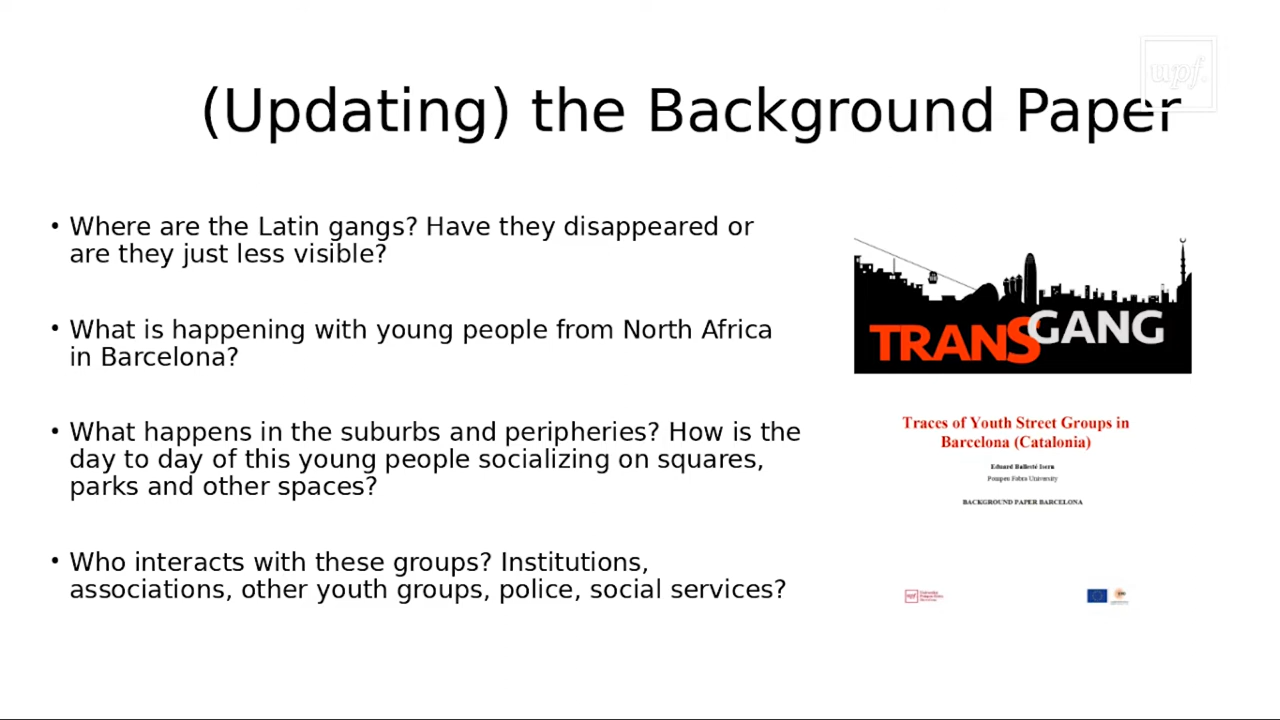 upf.
(Updating) the Background Paper
• Where are the Latin gangs? Have they disappeared or
are they just less visible?
• What is happening with young people from North Africa
in Barcelona?
• What happens in the suburbs and peripheries? How is the
day to day of this young people socializing on squares,
parks and other spaces?
• Who interacts with these groups? Institutions,
associations, other youth groups, police, social services?
TRANSGANG
Traces of Youth Street Groups in
Barcelona (Catalonia)
Eduard Ballesté Isern
Pompeu Fabra University
BACKGROUND PAPER BARCELONA
upf.